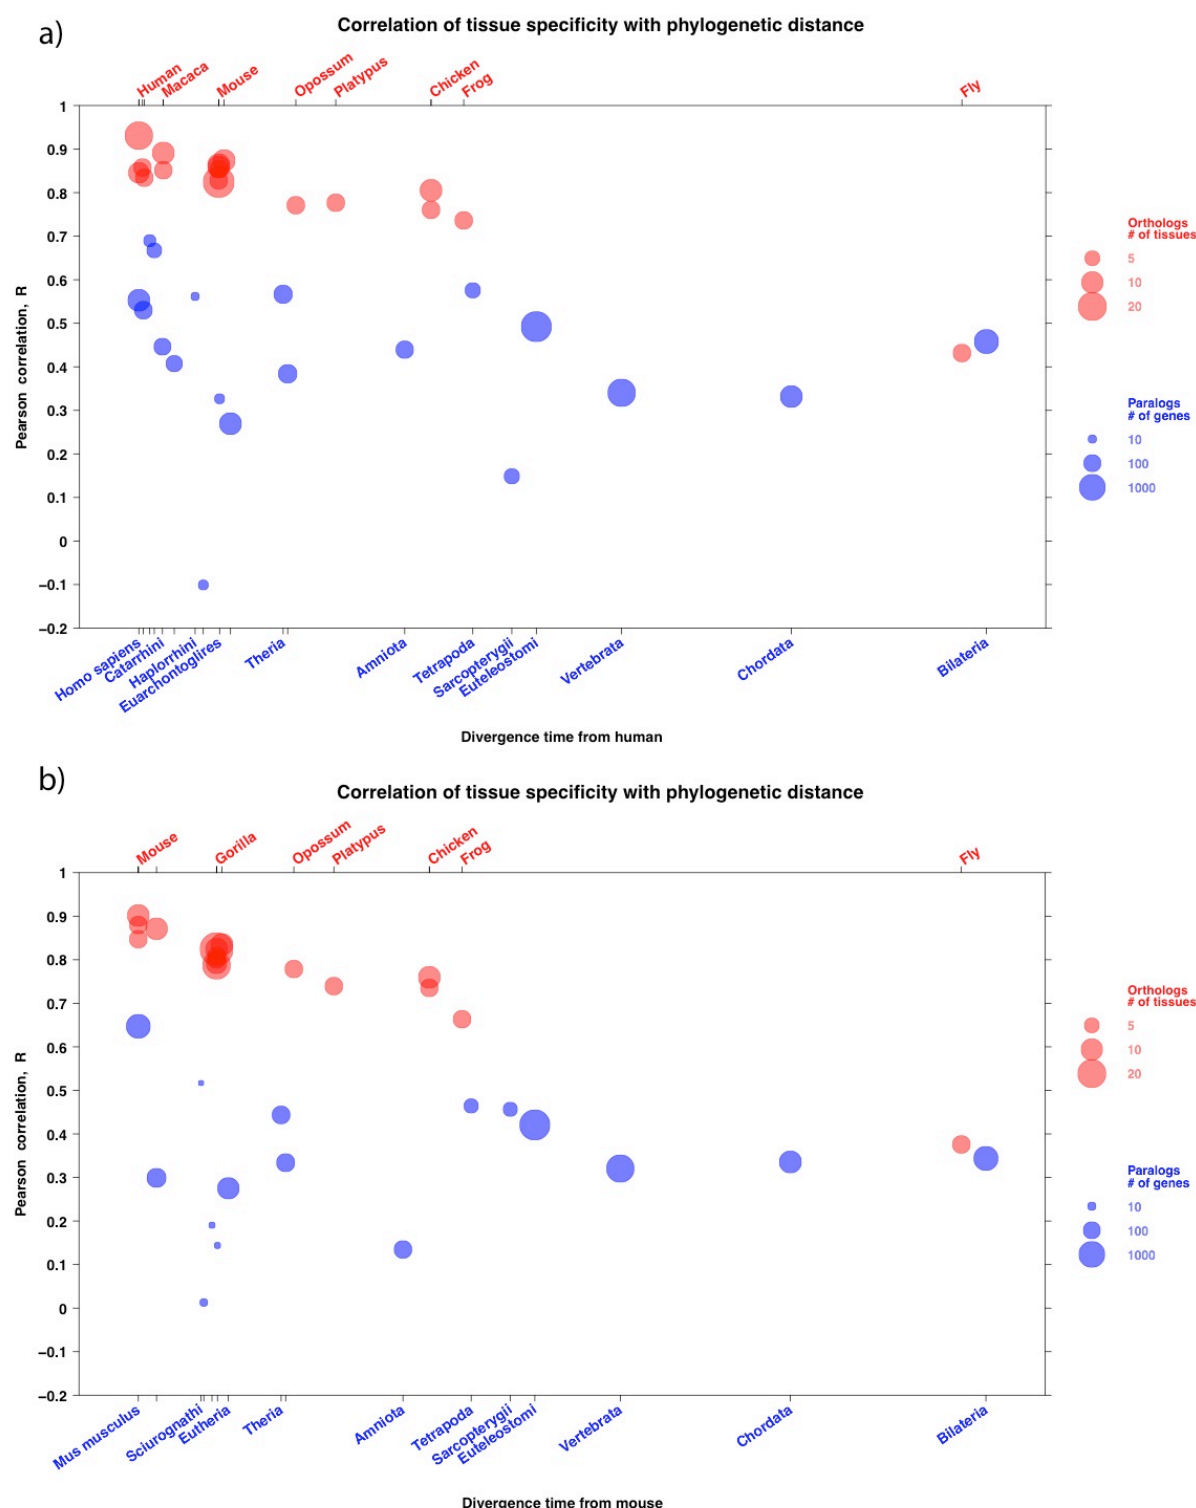 a)
Correlation of tissue specificity with phylogenetic distance
Human
Macaca
Mouse
Opossum
Platypus
Chicken
Frog
Fly
1
0.9
0.8
0.7
0.6
0.5
0.4
0.3
0.2
0.1
0
−0.1
−0.2
Pearson correlation, R
Orthologs
# of tissues
5
10
20
Paralogs
# of genes
10
100
1000
Homo sapiens
Catarrhini
Haplorrhini
Euarchontoglires
Theria
Amniota
Tetrapoda
Sarcopterygii
Euteleostomi
Vertebrata
Chordata
Bilateria
Divergence time from human
b)
Correlation of tissue specificity with phylogenetic distance
Mouse
Gorilla
Opossum
Platypus
Chicken
Frog
Fly
1
0.9
0.8
0.7
0.6
0.5
0.4
0.3
0.2
0.1
0
−0.1
−0.2
Pearson correlation, R
Orthologs
# of tissues
5
10
20
Paralogs
# of genes
10
100
1000
Mus musculus
Sciurognathi
Eutheria
Theria
Amniota
Tetrapoda
Sarcopterygii
Euteleostomi
Vertebrata
Chordata
Bilateria
Divergence time from mouse